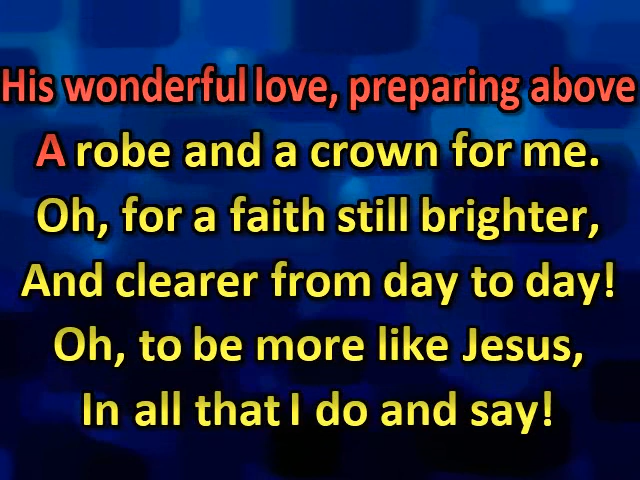 His wonderful love, preparing above
A robe and a crown for me.
Oh, for a faith still brighter,
And clearer from day to day!
Oh, to be more like Jesus,
In all that I do and say!